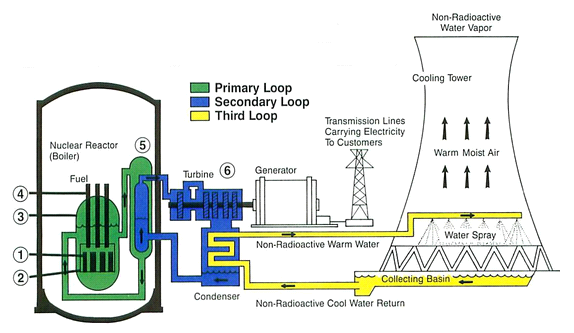 Non-Radioactive
Water Vapor
Cooling Tower
Primary Loop
Secondary Loop
Third Loop
Transmission Lines
Carrying Electricity
To Customers
Nuclear Reactor
(Boiler)
Fuel
5
Turbine
6
Generator
Warm Moist Air
4
3
1
2
Non-Radioactive Warm Water
Water Spray
Condenser
Collecting Basin
Non-Radioactive Cool Water Return